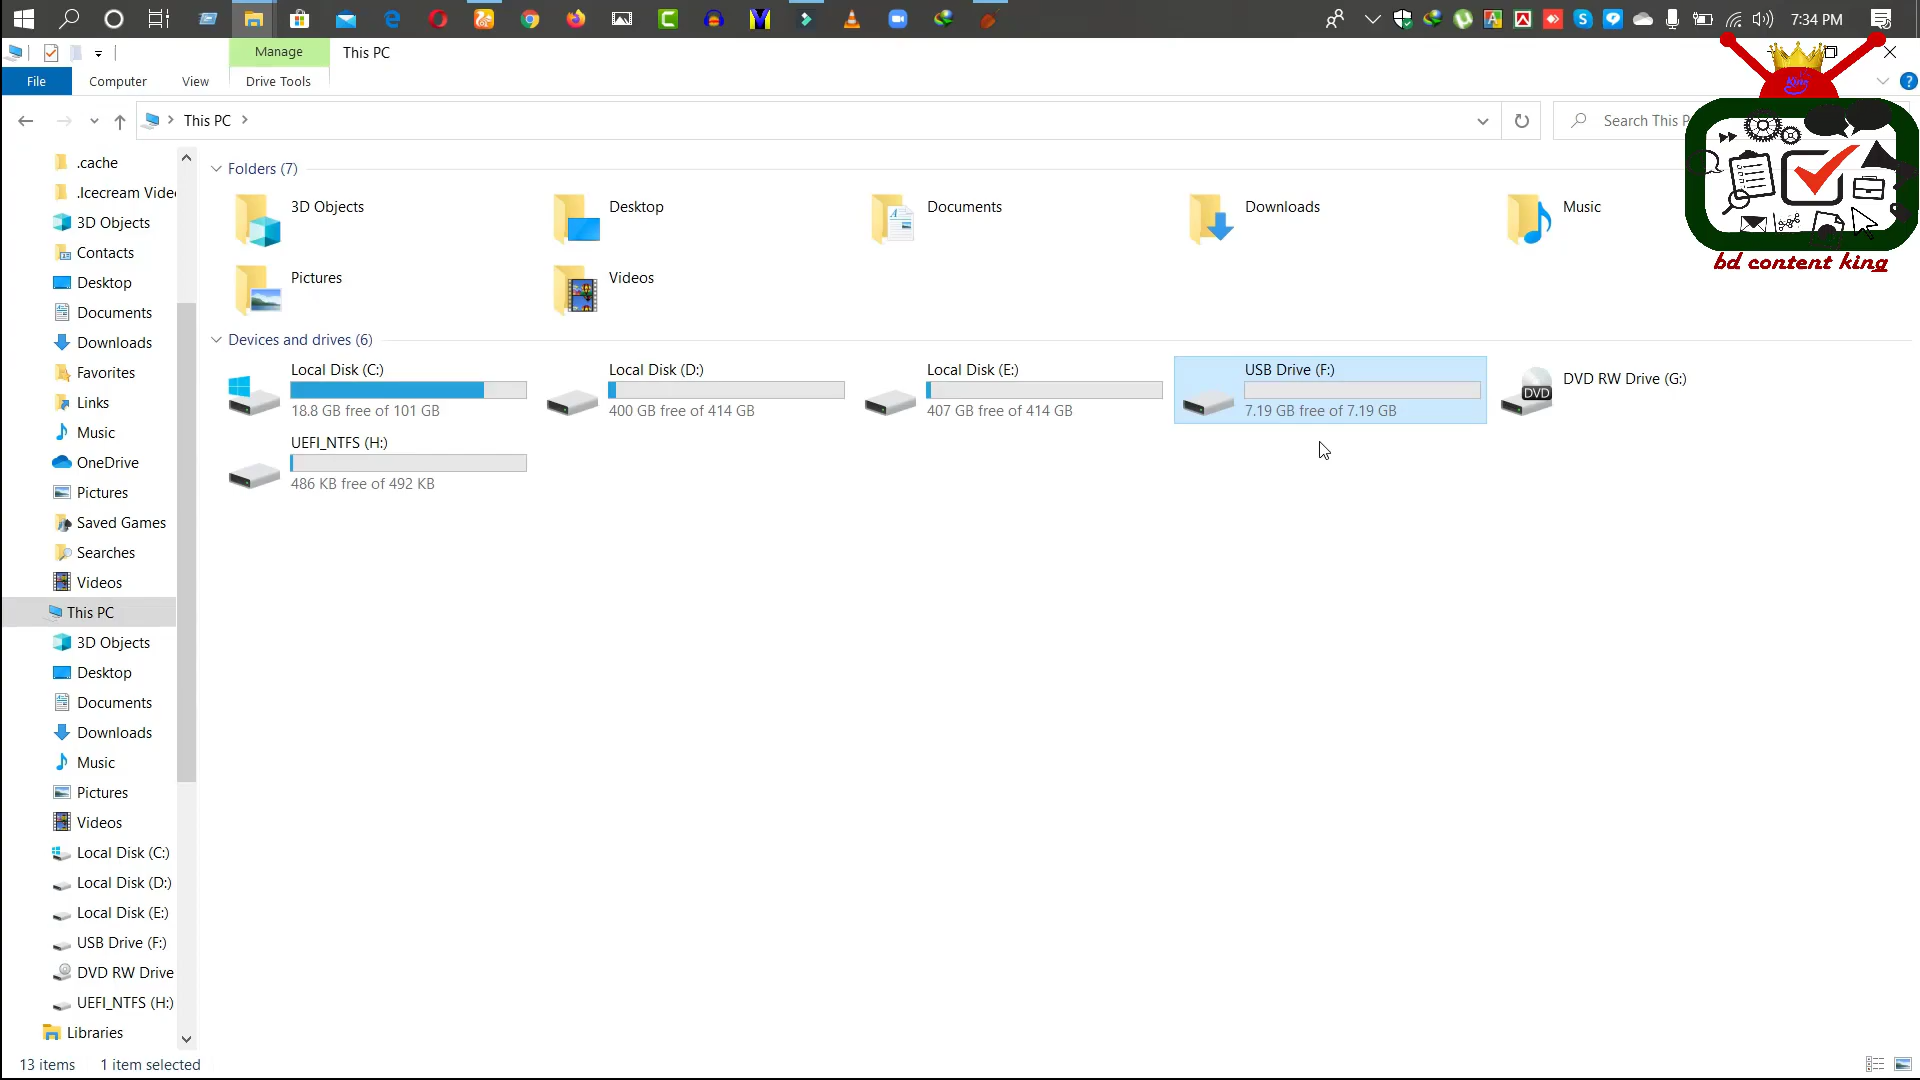 7:34 PM
Manage
This PC
File
Computer
View
Drive Tools
This PC
Search This P
King
bd content king
.cache
.Icecream Vide
3D Objects
Contacts
Desktop
Documents
Downloads
Favorites
Links
Music
OneDrive
Pictures
Saved Games
Searches
Videos
This PC
3D Objects
Desktop
Documents
Downloads
Music
Pictures
Videos
Local Disk (C:)
Local Disk (D:)
Local Disk (E:)
USB Drive (F:)
DVD RW Drive
UEFI_NTFS (H:)
Libraries
Folders (7)
3D Objects
Desktop
Documents
Downloads
Music
Pictures
Videos
Devices and drives (6)
Local Disk (C:)
18.8 GB free of 101 GB
Local Disk (D:)
400 GB free of 414 GB
Local Disk (E:)
407 GB free of 414 GB
USB Drive (F:)
7.19 GB free of 7.19 GB
DVD
DVD RW Drive (G:)
UEFI_NTFS (H:)
486 KB free of 492 KB
13 items
1 item selected